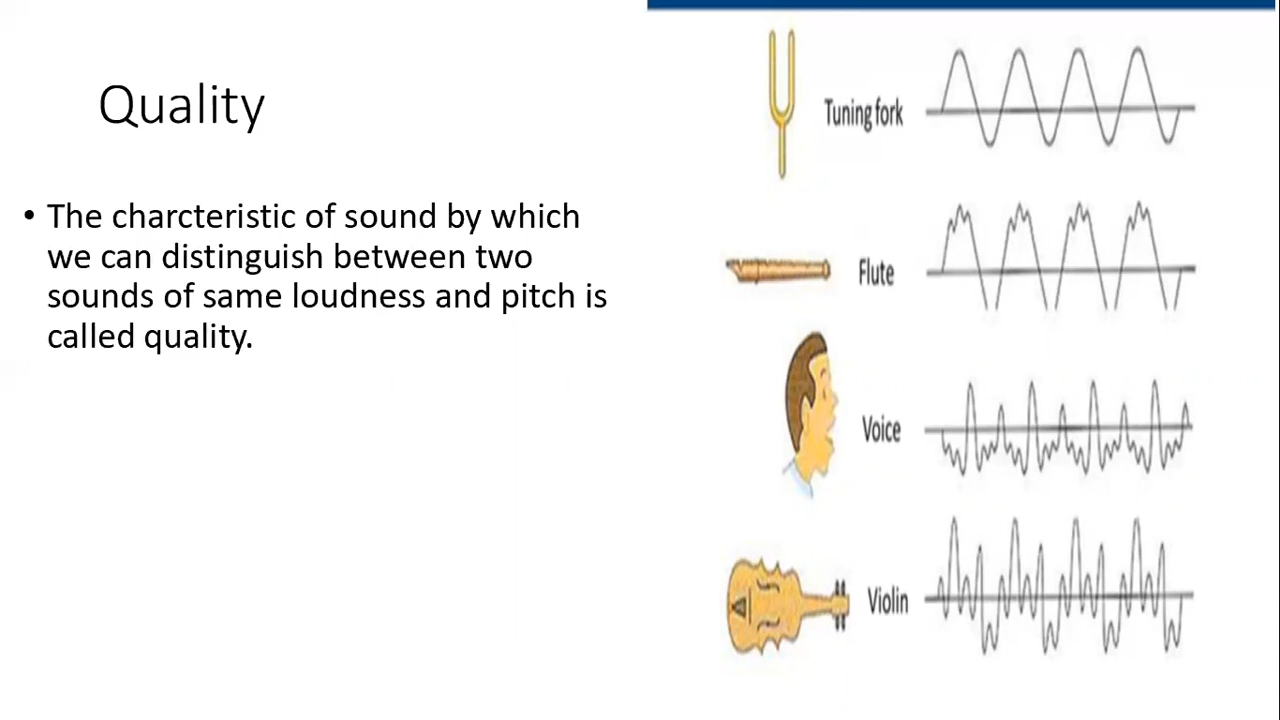 Quality
• The charcteristic of sound by which
we can distinguish between two
sounds of same loudness and pitch is
called quality.
Tuning fork
Flute
Voice
Violin